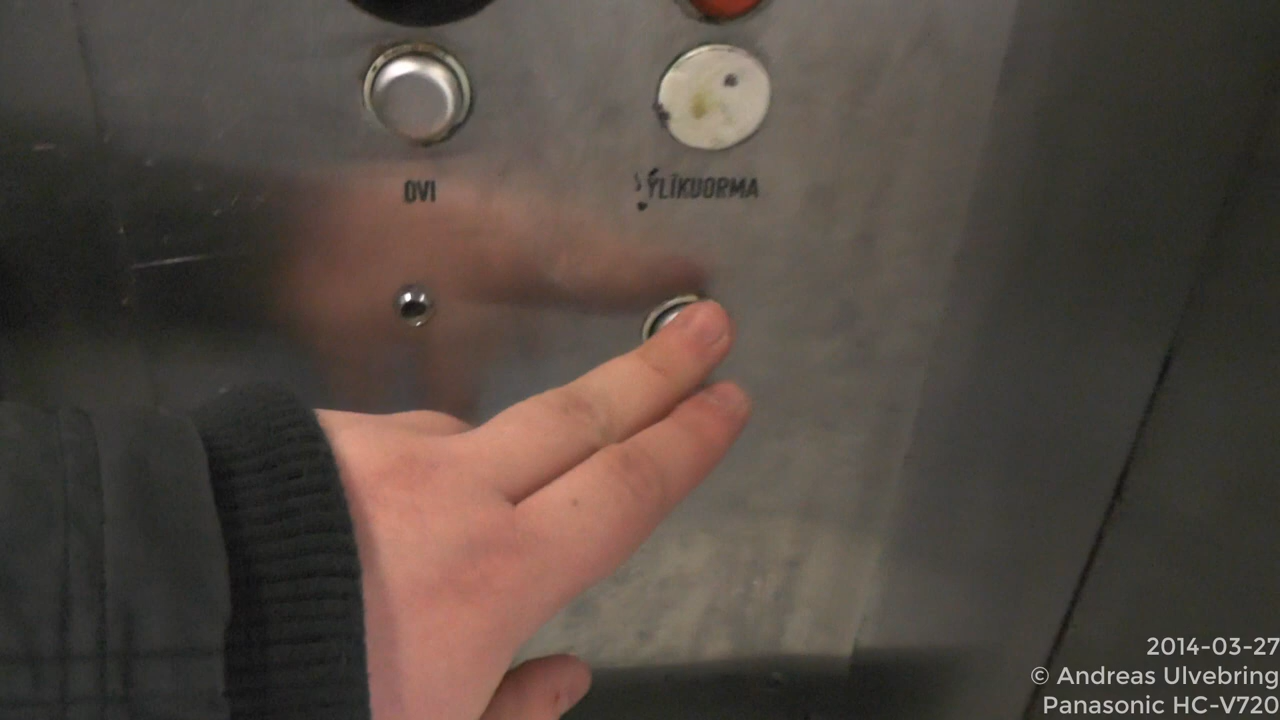 OVI
YLIKUORMA
2014-03-27
© Andreas Ulvebring
Panasonic HC-V720